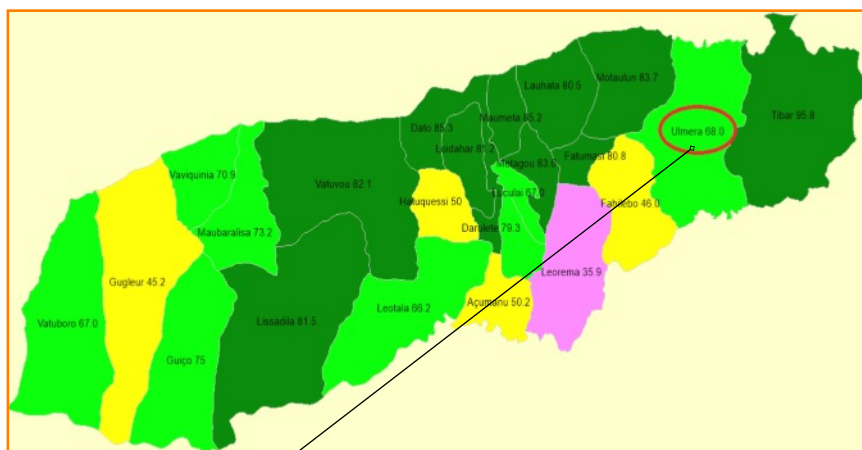 Lauhata 80.5
Motaulun 83.7
Tibar 95.8
Maumeta 85.2
Dato 85.3
Ulmera 68.0
Loidahar 81.2
Fatumasi 80.8
Metagou 83.6
Vaviquinia 70.9
Vatuvou 82.1
Luculai 67.0
Hatuquessi 50
Fahilebo 46.0
Darulete 79.3
Maubaralisa 73.2
Leorema 35.9
Gugleur 45.2
Açumanu 50.2
Leotala 66.2
Lissadila 81.5
Vatuboro 67.0
Guiço 75